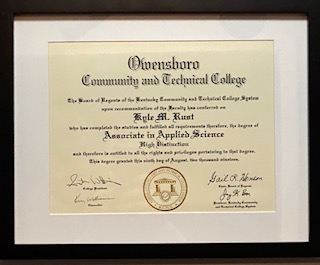 Owensboro
Community and Technical College
The Board of Regents of the Kentucky Community and Technical College System
upon recommendation of the Faculty has conferred on
Kyle M. Rust
who has completed the studies and fulfilled all requirements therefore, the degree of
Associate in Applied Science
High Distinction
and therefore is entitled to all the rights and privileges pertaining to that degree.
This degree granted this ninth day of August, two thousand nineteen.
College President
Chancellor
Chair, Board of Regents
President, Kentucky Community
and Technical College System